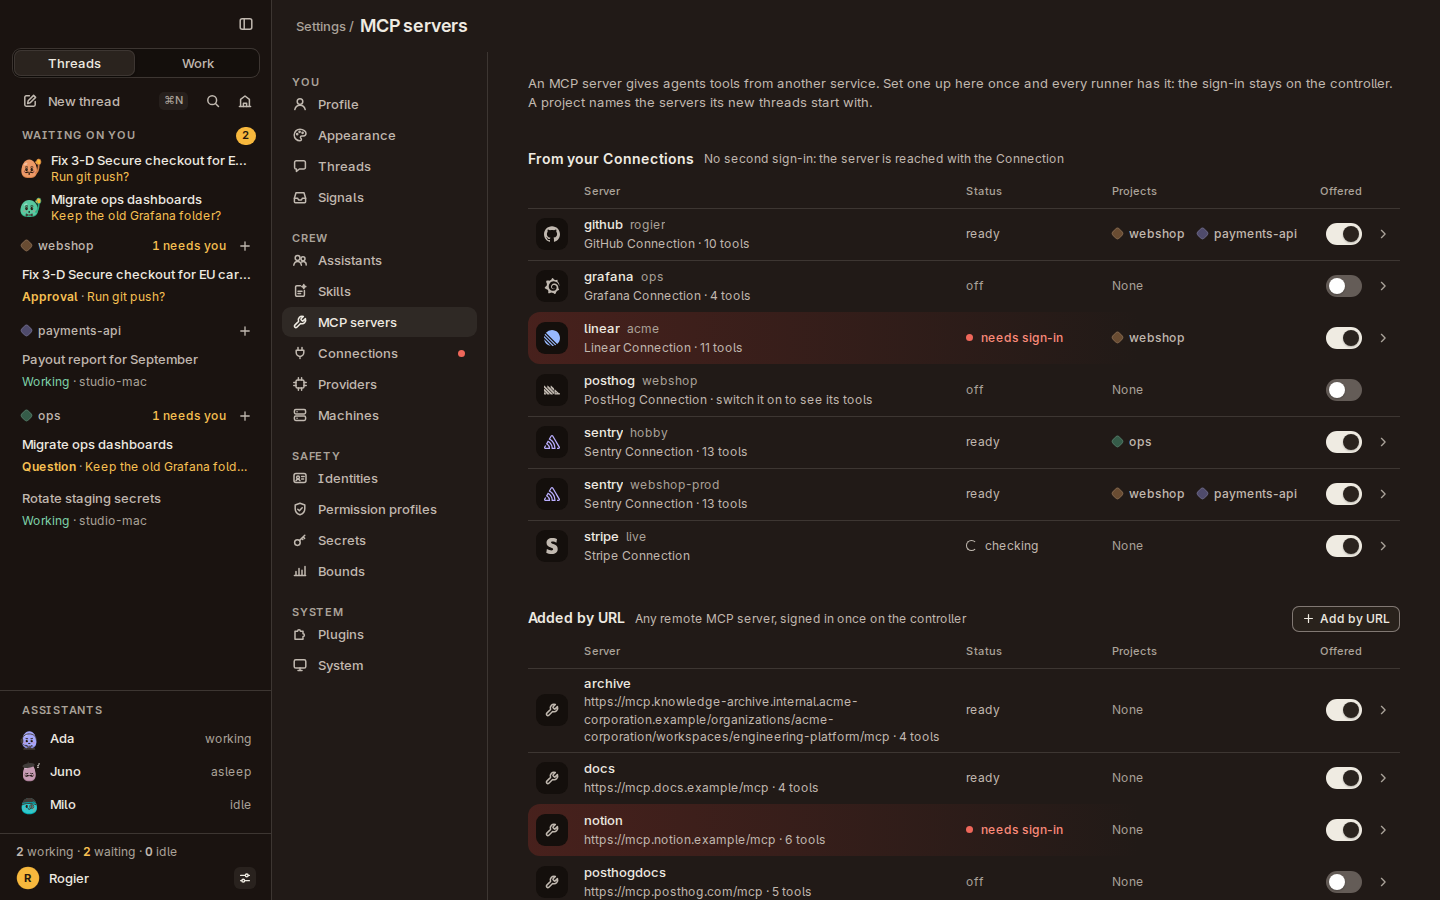 Threads
Work
New thread
⌘N
WAITING ON YOU
2
Fix 3-D Secure checkout for E...
Run git push?
Migrate ops dashboards
Keep the old Grafana folder?
webshop
1 needs you
Fix 3-D Secure checkout for EU car...
Approval · Run git push?
payments-api
Payout report for September
Working · studio-mac
ops
1 needs you
Migrate ops dashboards
Question · Keep the old Grafana fold...
Rotate staging secrets
Working · studio-mac
ASSISTANTS
Ada
working
Juno
asleep
Milo
idle
2 working · 2 waiting · 0 idle
R
Rogier
Settings / MCP servers
YOU
Profile
Appearance
Threads
Signals
CREW
Assistants
Skills
MCP servers
Connections
Providers
Machines
SAFETY
Identities
Permission profiles
Secrets
Bounds
SYSTEM
Plugins
System
An MCP server gives agents tools from another service. Set one up here once and every runner has it: the sign-in stays on the controller.
A project names the servers its new threads start with.
From your Connections No second sign-in: the server is reached with the Connection
Server Status Projects Offered
github rogier
GitHub Connection · 10 tools
ready
webshop payments-api
grafana ops
Grafana Connection · 4 tools
off
None
linear acme
Linear Connection · 11 tools
needs sign-in
webshop
posthog webshop
PostHog Connection · switch it on to see its tools
off
None
sentry hobby
Sentry Connection · 13 tools
ready
ops
sentry webshop-prod
Sentry Connection · 13 tools
ready
webshop payments-api
stripe live
Stripe Connection
checking
None
Added by URL Any remote MCP server, signed in once on the controller
Add by URL
Server Status Projects Offered
archive
https://mcp.knowledge-archive.internal.acme-
corporation.example/organizations/acme-
corporation/workspaces/engineering-platform/mcp · 4 tools
ready
None
docs
https://mcp.docs.example/mcp · 4 tools
ready
None
notion
https://mcp.notion.example/mcp · 6 tools
needs sign-in
None
posthogdocs
https://mcp.posthog.com/mcp · 5 tools
off
None